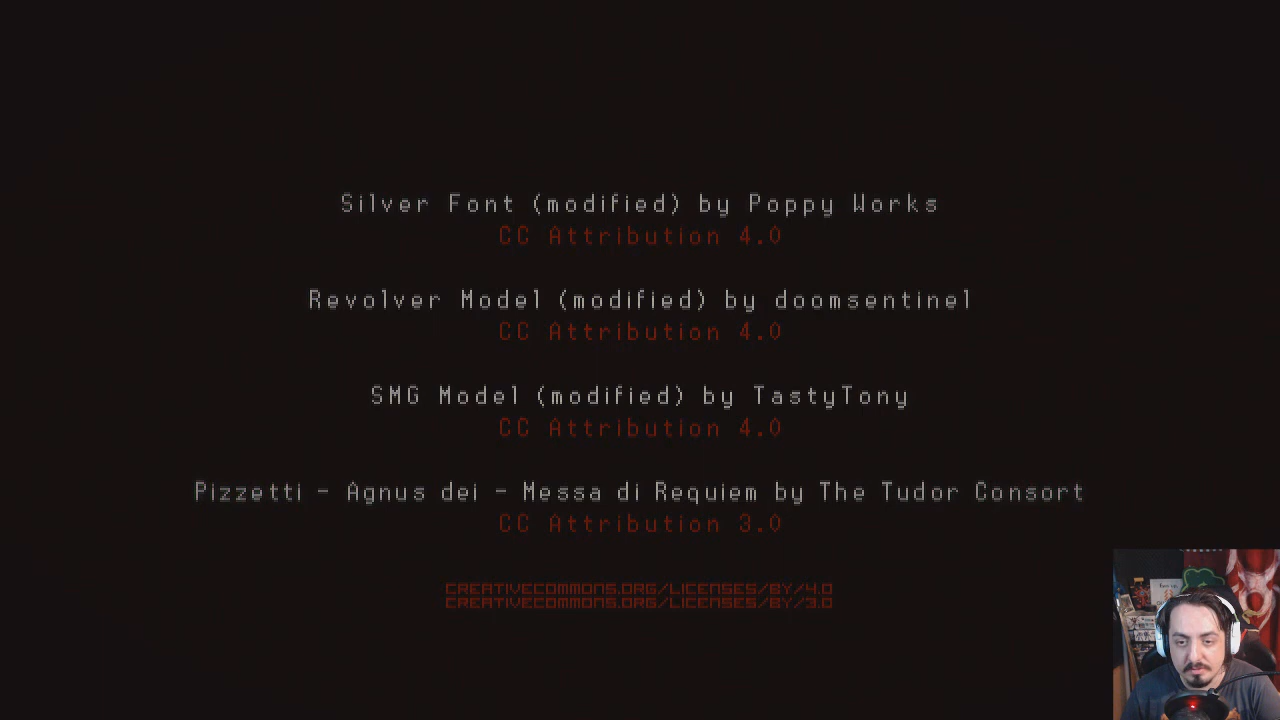 Silver Font (modified) by Poppy Works
CC Attribution 4.0
Revolver Model (modified) by doomsentinel
CC Attribution 4.0
SMG Model (modified) by TastyTony
CC Attribution 4.0
Pizzetti - Agnus dei - Messa di Requiem by The Tudor Consort
CC Attribution 3.0
CREATIVECOMMONS.ORG/LICENSES/BY/4.0
CREATIVECOMMONS.ORG/LICENSES/BY/3.0